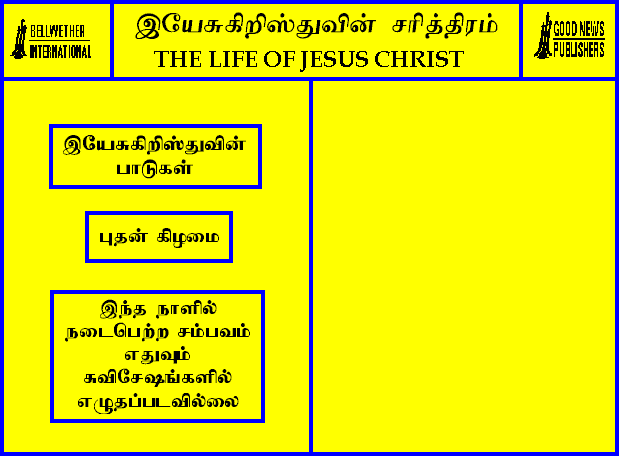 BELLWETHER
INTERNATIONAL
இயேசுகிறிஸ்துவின் சரித்திரம்
THE LIFE OF JESUS CHRIST
GOOD NEWS
PUBLISHERS
இயேசுகிறிஸ்துவின்
பாடுகள்
புதன் கிழமை
இந்த நாளில்
நடைபெற்ற சம்பவம்
எதுவும்
சுவிசேஷங்களில்
எழுதப்படவில்லை